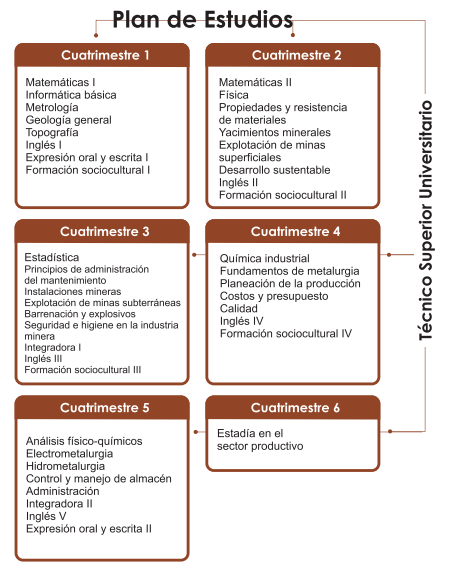 Plan de Estudios
Cuatrimestre 1
Matemáticas I
Informática básica
Metrología
Geología general
Topografía
Inglés I
Expresión oral y escrita I
Formación sociocultural I
Cuatrimestre 2
Matemáticas II
Física
Propiedades y resistencia
de materiales
Yacimientos minerales
Explotación de minas
superficiales
Desarrollo sustentable
Inglés II
Formación sociocultural II
Cuatrimestre 3
Estadística
Principios de administración
del mantenimiento
Instalaciones mineras
Explotación de minas subterráneas
Barrenación y explosivos
Seguridad e higiene en la industria
minera
Integradora I
Inglés III
Formación sociocultural III
Cuatrimestre 4
Química industrial
Fundamentos de metalurgia
Planeación de la producción
Costos y presupuesto
Calidad
Inglés IV
Formación sociocultural IV
Cuatrimestre 5
Análisis físico-químicos
Electrometalurgia
Hidrometalurgia
Control y manejo de almacén
Administración
Integradora II
Inglés V
Expresión oral y escrita II
Cuatrimestre 6
Estadía en el
sector productivo
Técnico Superior Universitario